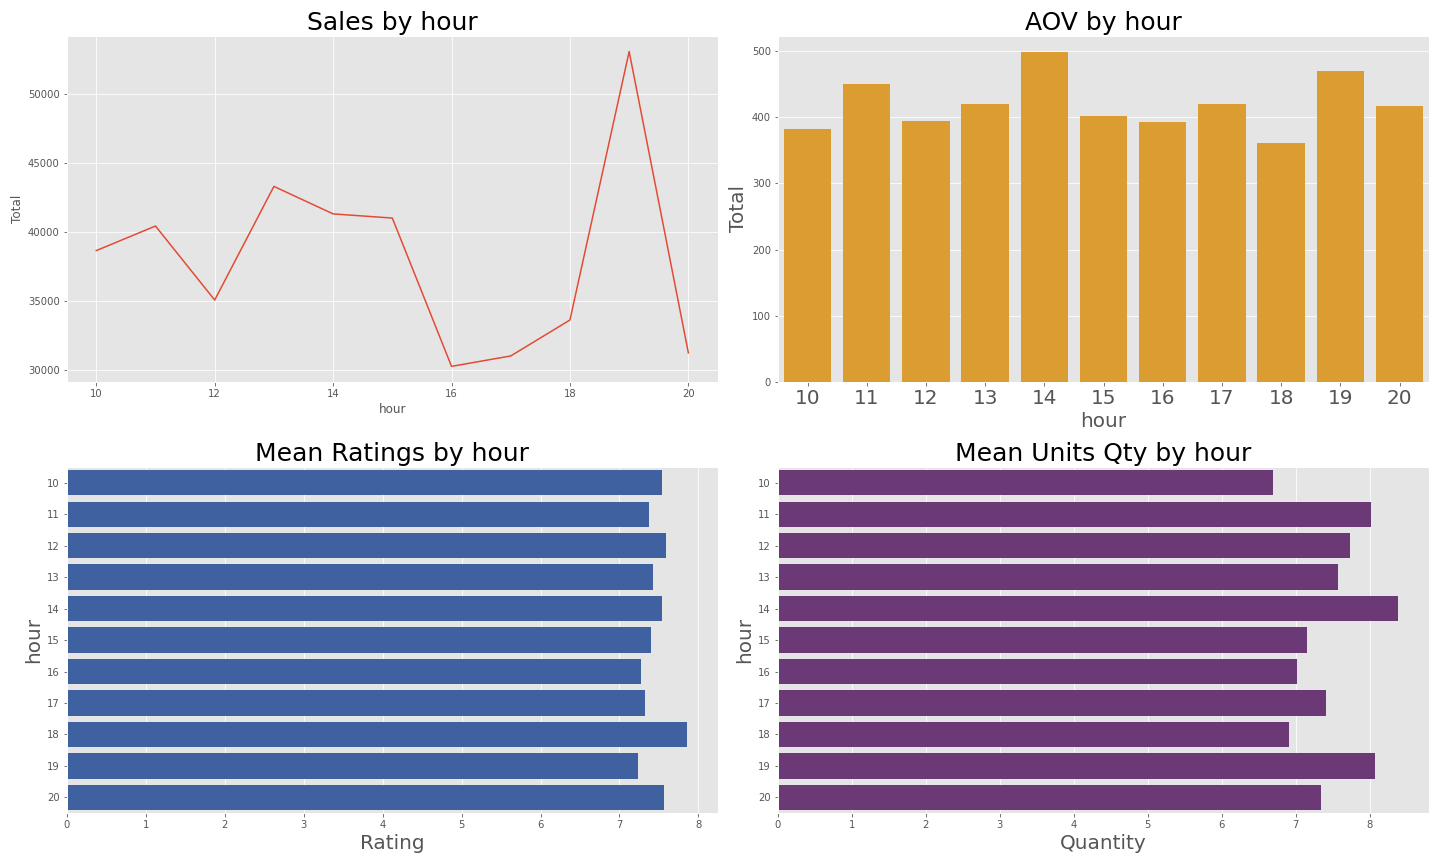 Sales by hour
Total
50000
45000
40000
35000
30000
10 12 14 16 18 20
hour
AOV by hour
Total
500
400
300
200
100
0
10 11 12 13 14 15 16 17 18 19 20
hour
Mean Ratings by hour
hour
10
11
12
13
14
15
16
17
18
19
20
0 1 2 3 4 5 6 7 8
Rating
Mean Units Qty by hour
hour
10
11
12
13
14
15
16
17
18
19
20
0 1 2 3 4 5 6 7 8
Quantity